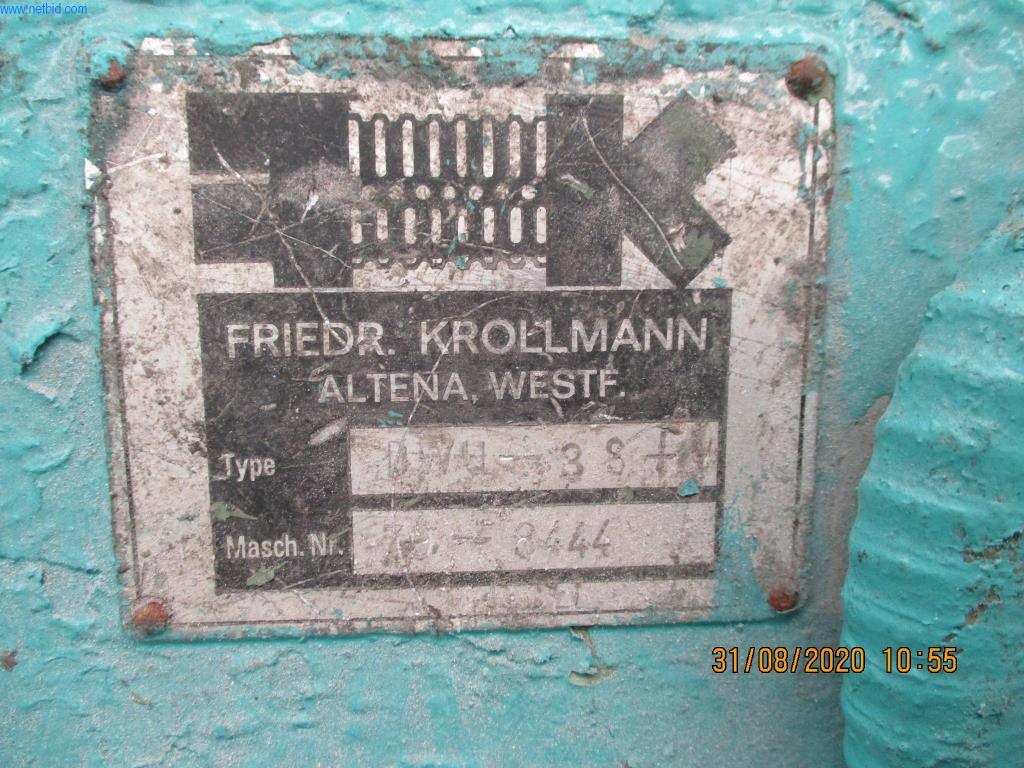 www.netbid.com
FRIEDR. KROLLMANN
ALTENA, WESTF.
Type
Masch. Nr. 8444
31/08/2020 10:55